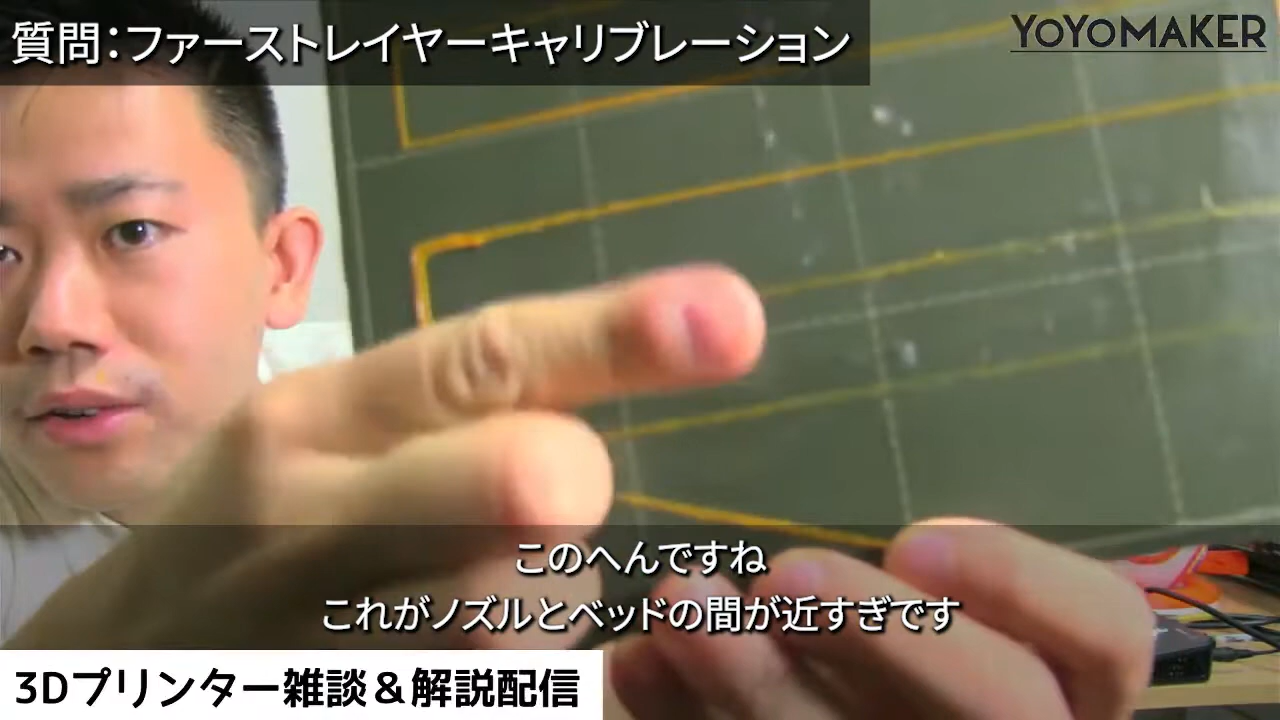 質問：ファーストレイヤーキャリブレーション
YOYOMAKER
このへんですね
これがノズルとベッドの間が近すぎです
3Dプリンター雑談＆解説配信